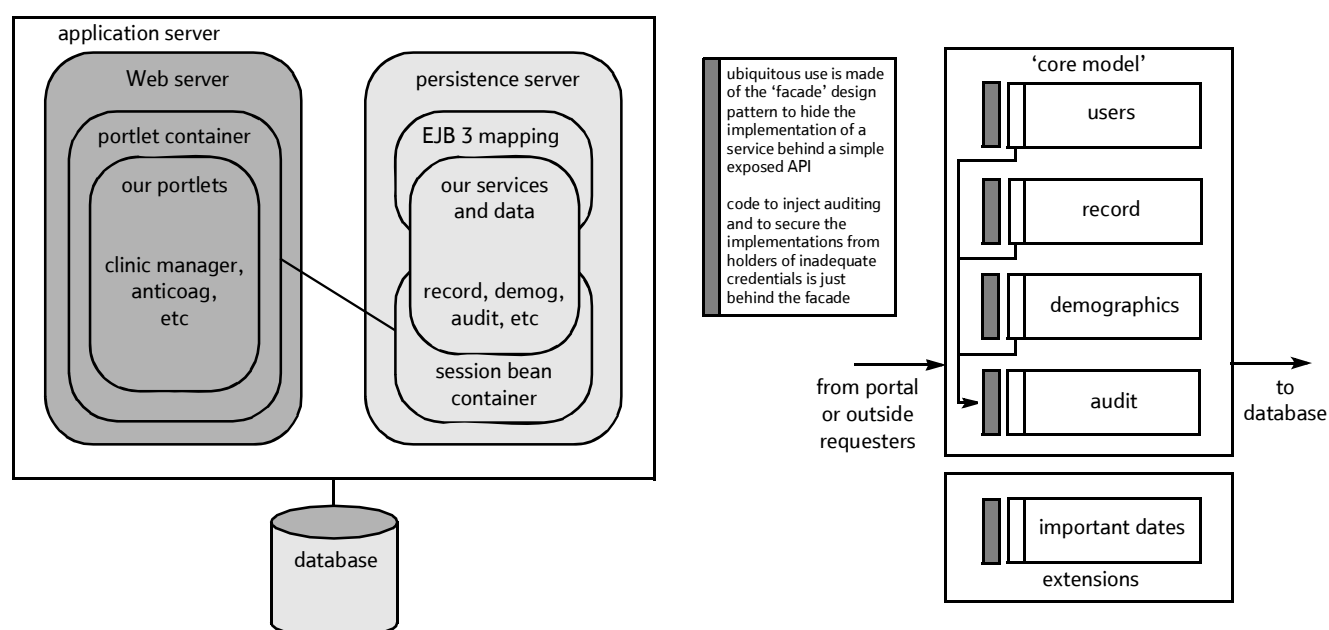 application server
Web server
portlet container
our portlets
clinic manager,
anticoag,
etc
persistence server
EJB 3 mapping
our services
and data
record, demog,
audit, etc
session bean
container
database
ubiquitous use is made
of the ‘facade’ design
pattern to hide the
implementation of a
service behind a simple
exposed API
code to inject auditing
and to secure the
implementations from
holders of inadequate
credentials is just
behind the facade
from portal
or outside
requesters
‘core model’
users
record
demographics
audit
to
database
important dates
extensions